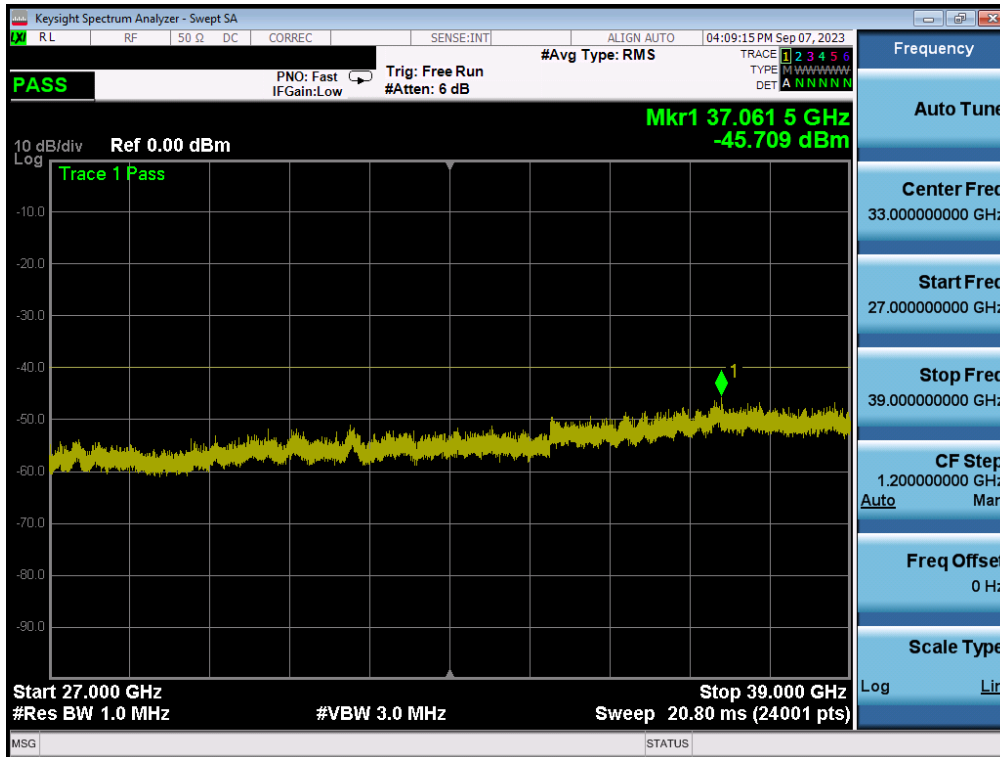 Keysight Spectrum Analyzer - Swept SA
LXI RL RF 50 Ω DC CORREC SENSE:INT ALIGN AUTO 04:09:15 PM Sep 07, 2023
#Avg Type: RMS TRACE 1 2 3 4 5 6
PNO: Fast Trig: Free Run TYPE M WWWWW
PASS IFGain:Low #Atten: 6 dB DET A N N N N N
Mkr1 37.061 5 GHz
-45.709 dBm
10 dB/div Ref 0.00 dBm
Log
Trace 1 Pass
-10.0
-20.0
-30.0
-40.0
1
-50.0
-60.0
-70.0
-80.0
-90.0
Start 27.000 GHz Stop 39.000 GHz
#Res BW 1.0 MHz #VBW 3.0 MHz Sweep 20.80 ms (24001 pts)
MSG STATUS
Frequency
Auto Tune
Center Freq
33.000000000 GHz
Start Freq
27.000000000 GHz
Stop Freq
39.000000000 GHz
CF Step
1.200000000 GHz
Auto Man
Freq Offset
0 Hz
Scale Type
Log Lin